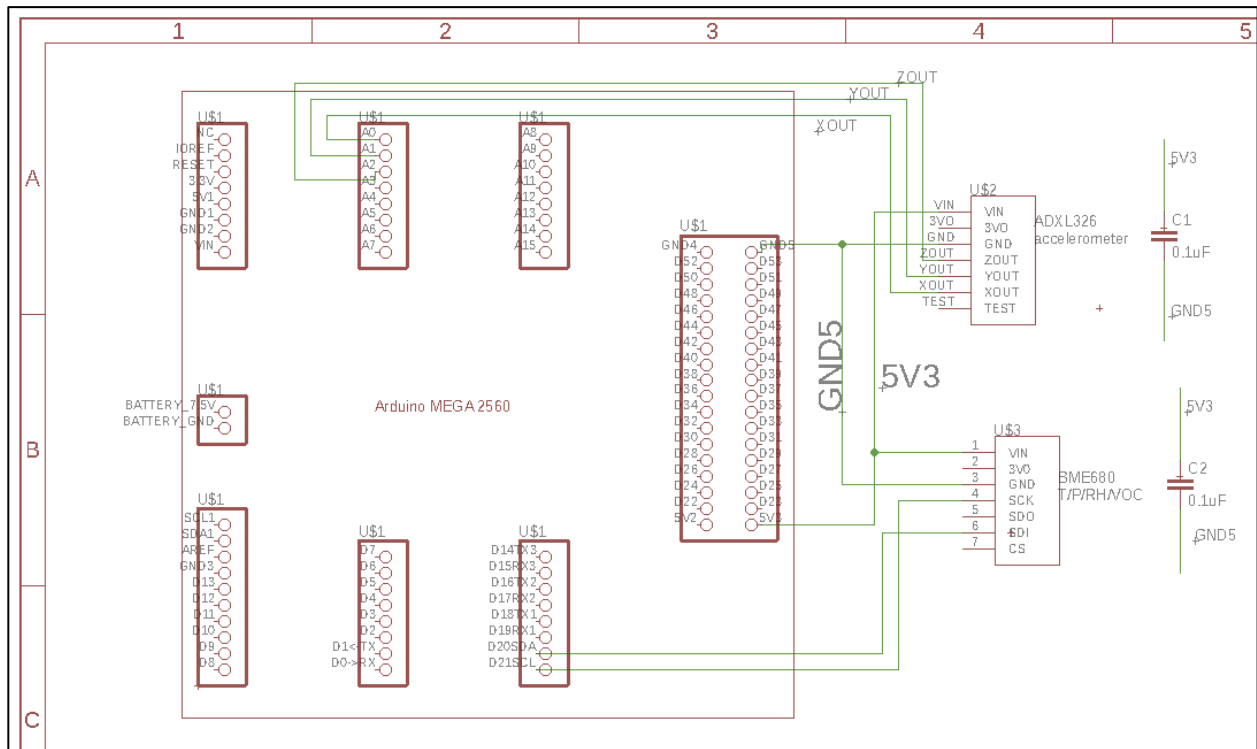 1 2 3 4 5
A
B
C
ZOUT
YOUT
XOUT
U$1
NC
IOREF
RESET
3.3V
5V1
GND1
GND2
VIN
U$1
A0
A1
A2
A3
A4
A5
A6
A7
U$1
A8
A9
A10
A11
A12
A13
A14
A15
U$1
GND4 GND5
D52 D53
D50 D51
D48 D49
D46 D47
D44 D45
D42 D43
D40 D41
D38 D39
D36 D37
D34 D35
D32 D33
D30 D31
D28 D29
D26 D27
D24 D25
D22 D23
5V2 5V3
GND5
5V3
U$2
VIN VIN
3VO 3VO
GND GND
ZOUT ZOUT
YOUT YOUT
XOUT XOUT
TEST TEST
ADXL326
accelerometer
5V3
C1
0.1uF
GND5
U$1
BATTERY_7.5V
BATTERY_GND
Arduino MEGA 2560
U$3
1 VIN
2 3VO
3 GND
4 SCK
5 SDO
6 SDI
7 CS
BME680
T/P/RH/VOC
5V3
C2
0.1uF
GND5
U$1
SCL1
SDA1
AREF
GND3
D13
D12
D11
D10
D9
D8
U$1
D7
D6
D5
D4
D3
D2
D1<-TX
D0->RX
U$1
D14TX3
D15RX3
D16TX2
D17RX2
D18TX1
D19RX1
D20SDA
D21SCL